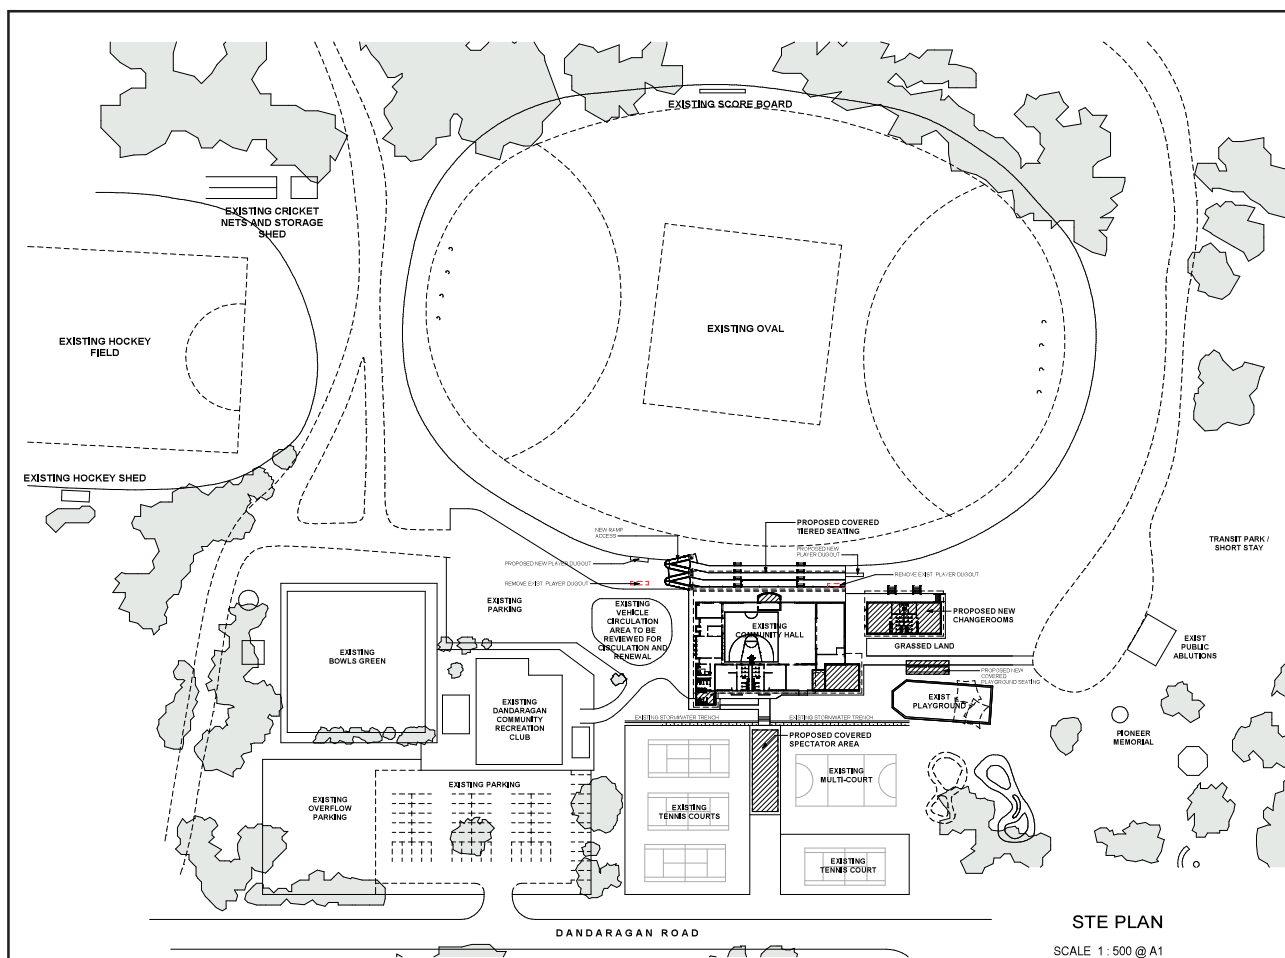 EXISTING SCORE BOARD
EXISTING CRICKET
NETS AND STORAGE
SHED
EXISTING OVAL
EXISTING HOCKEY
FIELD
EXISTING HOCKEY SHED
NEW RAMP
ACCESS
PROPOSED COVERED
TIERED SEATING
PROPOSED NEW
PLAYER DUGOUT
TRANSIT PARK /
SHORT STAY
PROPOSED NEW PLAYER DUGOUT
REMOVE EXIST PLAYER DUGOUT
REMOVE EXIST PLAYER DUGOUT
EXISTING
PARKING
EXISTING
VEHICLE
CIRCULATION
AREA TO BE
REVIEWED FOR
CISCULATION AND
RENEWAL
EXISTING
COMMUNITY HALL
PROPOSED NEW
CHANGEROOMS
GRASSED LAND
EXIST
PUBLIC
ABLUTIONS
EXISTING
BOWLS GREEN
PROPOSED NEW
COVERED
PLAYGROUND SEATING
EXIST
PLAYGROUND
EXISTING
DANDARAGAN
COMMUNITY
RECREATION
CLUB
EXISTING STORMWATER TRENCH
EXISTING STORMWATER TRENCH
PROPOSED COVERED
SPECTATOR AREA
PIONEER
MEMORIAL
EXISTING
MULTI-COURT
EXISTING PARKING
EXISTING
OVERFLOW
PARKING
EXISTING
TENNIS COURTS
EXISTING
TENNIS COURT
DANDARAGAN ROAD
STE PLAN
SCALE 1 : 500 @ A1